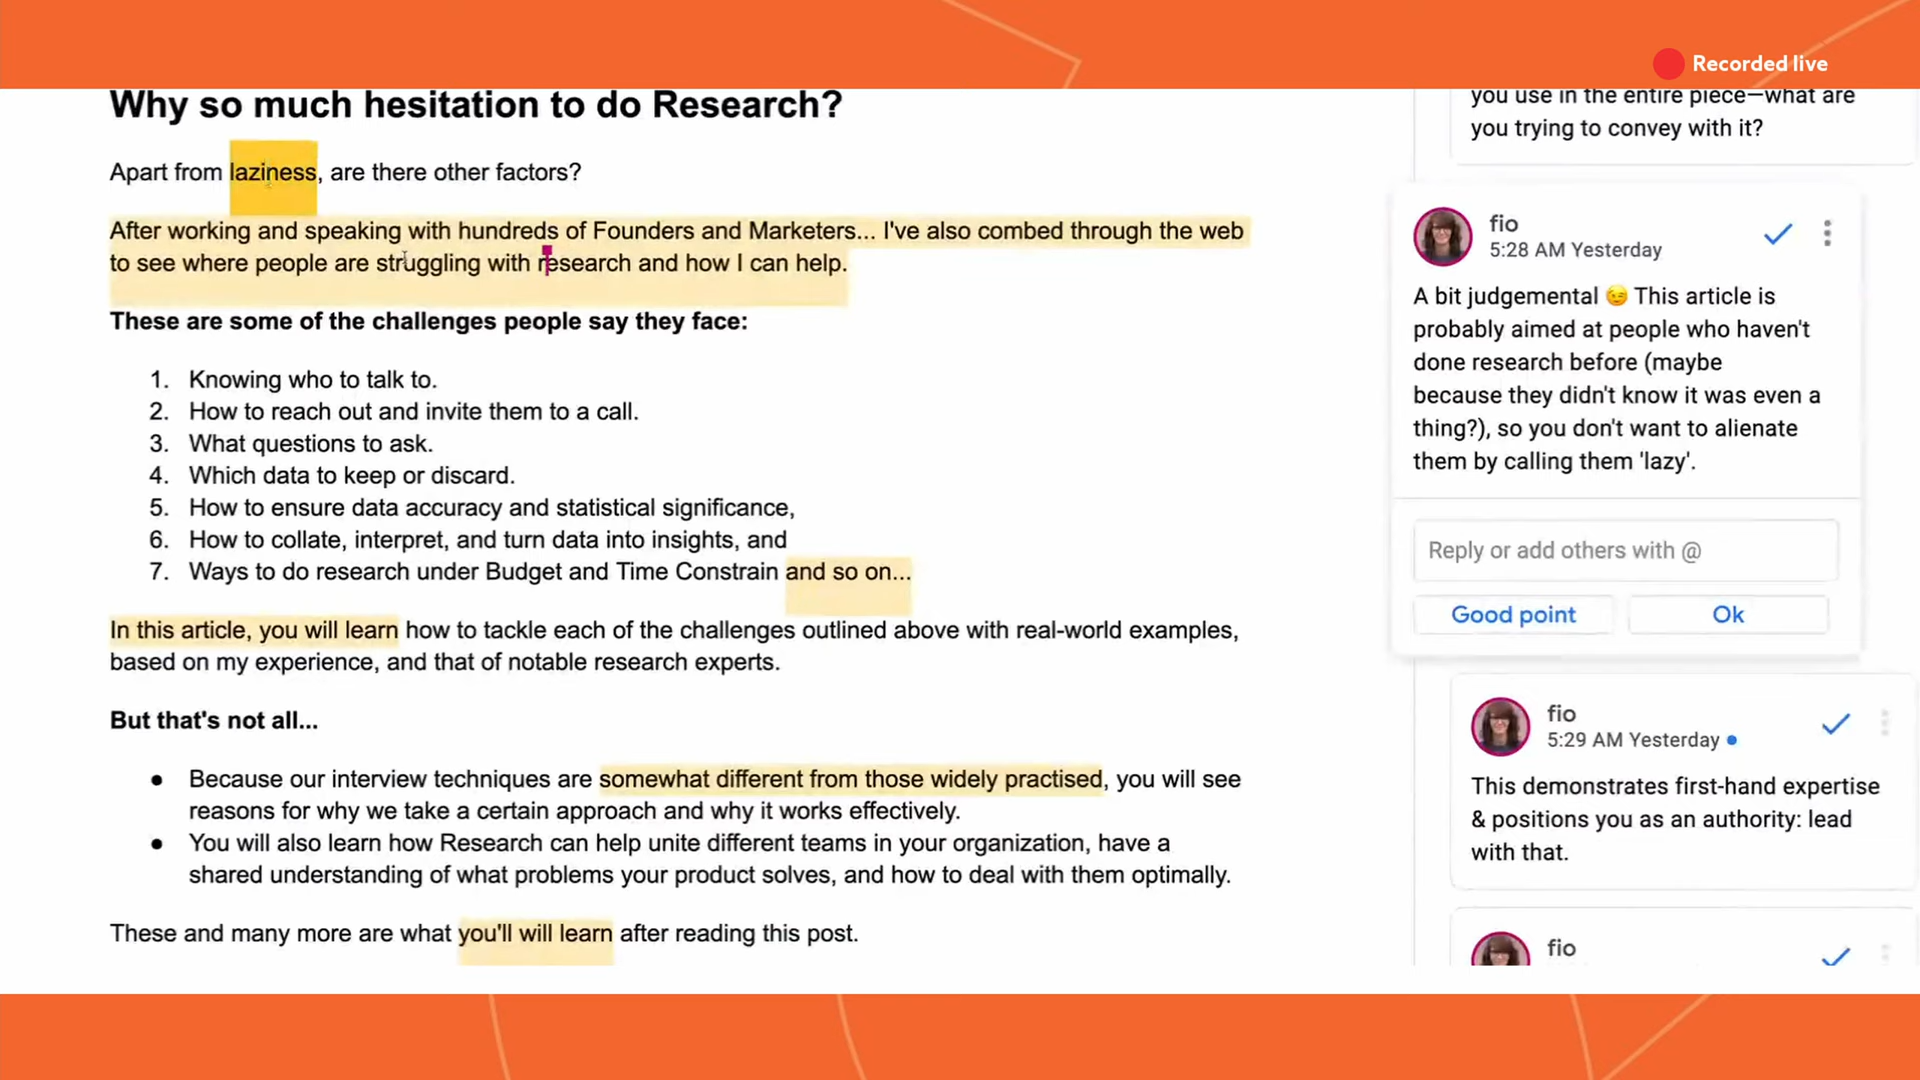 Recorded live
Why so much hesitation to do Research?
Apart from laziness, are there other factors?
After working and speaking with hundreds of Founders and Marketers... I've also combed through the web
to see where people are struggling with research and how I can help.
These are some of the challenges people say they face:
1. Knowing who to talk to.
2. How to reach out and invite them to a call.
3. What questions to ask.
4. Which data to keep or discard.
5. How to ensure data accuracy and statistical significance,
6. How to collate, interpret, and turn data into insights, and
7. Ways to do research under Budget and Time Constrain and so on...
In this article, you will learn how to tackle each of the challenges outlined above with real-world examples,
based on my experience, and that of notable research experts.
But that's not all...
● Because our interview techniques are somewhat different from those widely practised, you will see
reasons for why we take a certain approach and why it works effectively.
● You will also learn how Research can help unite different teams in your organization, have a
shared understanding of what problems your product solves, and how to deal with them optimally.
These and many more are what you'll will learn after reading this post.
you use in the entire piece—what are
you trying to convey with it?
fio
5:28 AM Yesterday
A bit judgemental 😉 This article is
probably aimed at people who haven't
done research before (maybe
because they didn't know it was even a
thing?), so you don't want to alienate
them by calling them 'lazy'.
Reply or add others with @
Good point
Ok
fio
5:29 AM Yesterday
This demonstrates first-hand expertise
& positions you as an authority: lead
with that.
fio